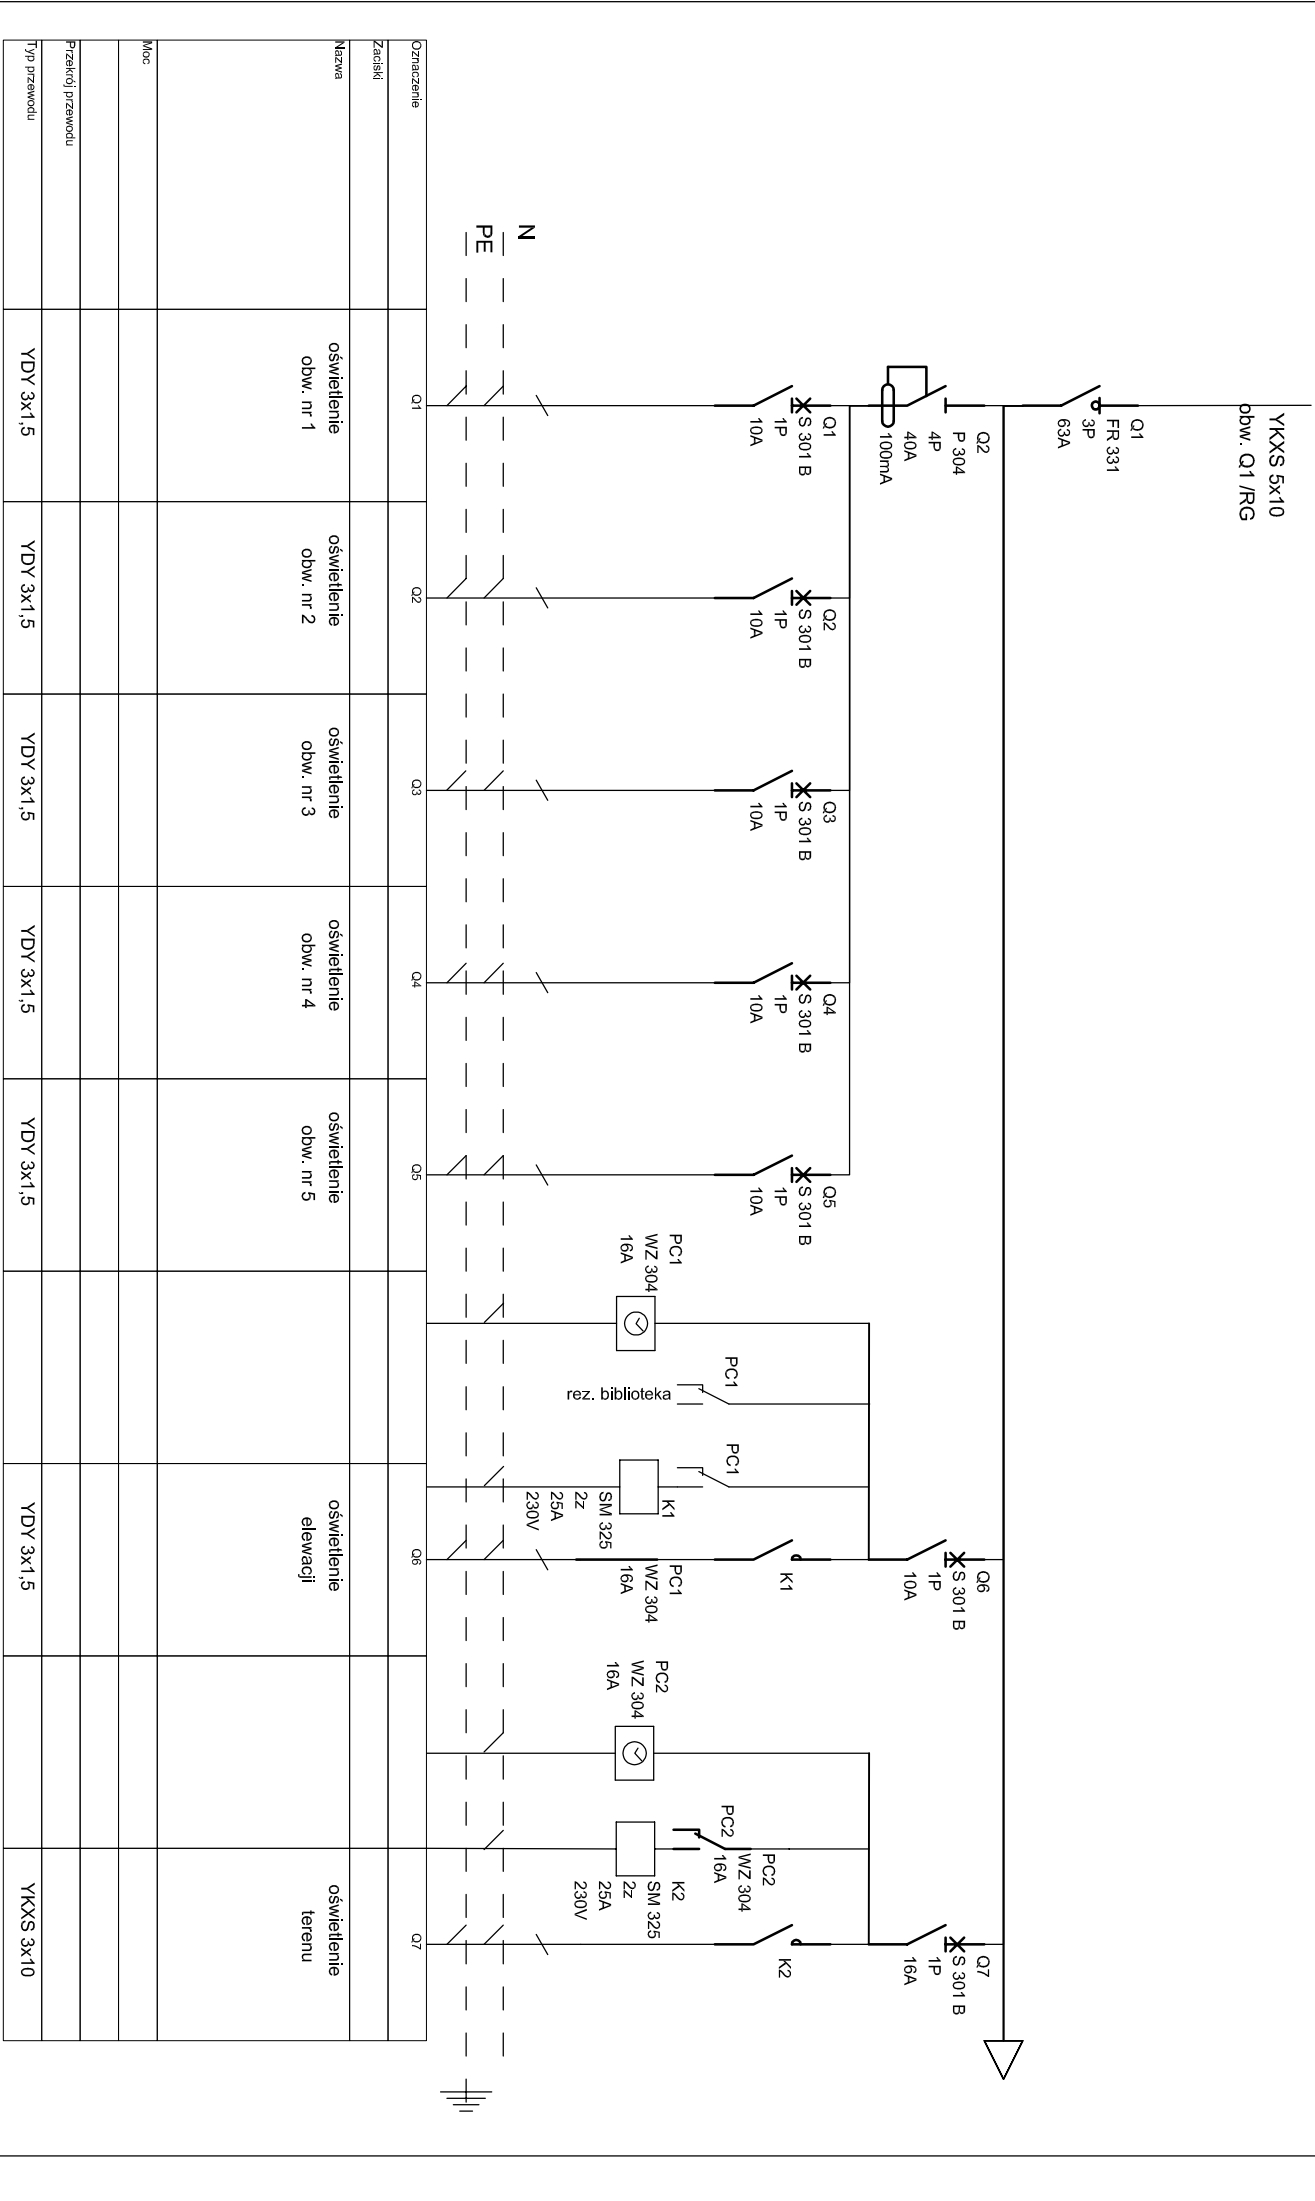 YKXS 5x10
obw. Q1 /RG
Q1
FR 331
3P
63A
Q2
P 304
4P
40A
100mA
Q1
S 301 B
1P
10A
Q2
S 301 B
1P
10A
Q3
S 301 B
1P
10A
Q4
S 301 B
1P
10A
Q5
S 301 B
1P
10A
Q6
S 301 B
1P
10A
Q7
S 301 B
1P
16A
PC1
WZ 304
16A
PC1
rez. biblioteka
PC1
K1
SM 325
2z
25A
230V
K1
PC1
WZ 304
16A
PC2
WZ 304
16A
PC2
PC2
WZ 304
16A
K2
SM 325
2z
25A
230V
K2
N
PE
Oznaczenie
Q1
Q2
Q3
Q4
Q5
Q6
Q7
Zaciski
Nazwa
oświetlenie
obw. nr 1
oświetlenie
obw. nr 2
oświetlenie
obw. nr 3
oświetlenie
obw. nr 4
oświetlenie
obw. nr 5
oświetlenie
elewacji
oświetlenie
terenu
Moc
Przekrój przewodu
Typ przewodu
YDY 3x1,5
YDY 3x1,5
YDY 3x1,5
YDY 3x1,5
YDY 3x1,5
YDY 3x1,5
YKXS 3x10